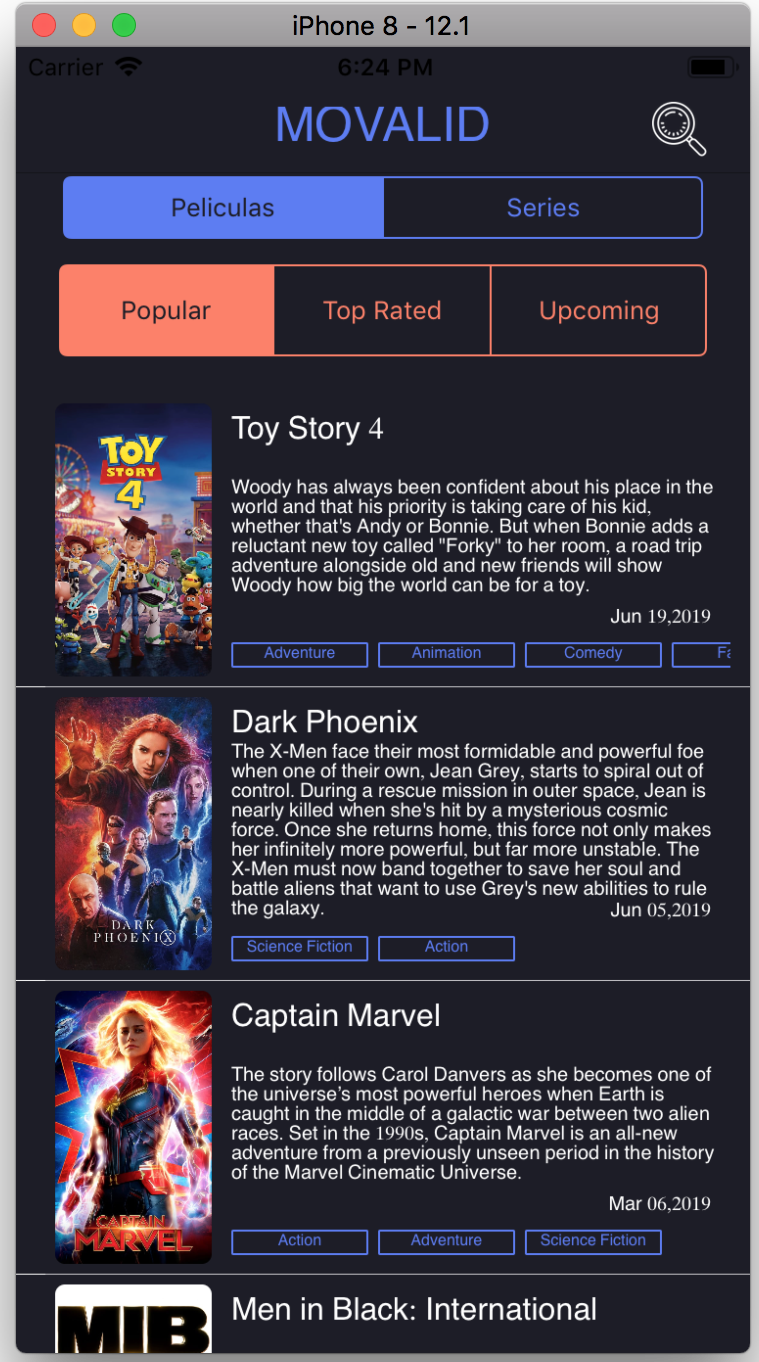 iPhone 8 - 12.1
Carrier 6:24 PM
MOVALID
Peliculas Series
Popular Top Rated Upcoming
TOY
STORY
4
Toy Story 4
Woody has always been confident about his place in the
world and that his priority is taking care of his kid,
whether that's Andy or Bonnie. But when Bonnie adds a
reluctant new toy called "Forky" to her room, a road trip
adventure alongside old and new friends will show
Woody how big the world can be for a toy.
Jun 19,2019
Adventure Animation Comedy Fa
DARK
PHOENIX
Dark Phoenix
The X-Men face their most formidable and powerful foe
when one of their own, Jean Grey, starts to spiral out of
control. During a rescue mission in outer space, Jean is
nearly killed when she's hit by a mysterious cosmic
force. Once she returns home, this force not only makes
her infinitely more powerful, but far more unstable. The
X-Men must now band together to save her soul and
battle aliens that want to use Grey's new abilities to rule
the galaxy.
Jun 05,2019
Science Fiction Action
CAPTAIN
MARVEL
Captain Marvel
The story follows Carol Danvers as she becomes one of
the universe’s most powerful heroes when Earth is
caught in the middle of a galactic war between two alien
races. Set in the 1990s, Captain Marvel is an all-new
adventure from a previously unseen period in the history
of the Marvel Cinematic Universe.
Mar 06,2019
Action Adventure Science Fiction
MIB
Men in Black: International